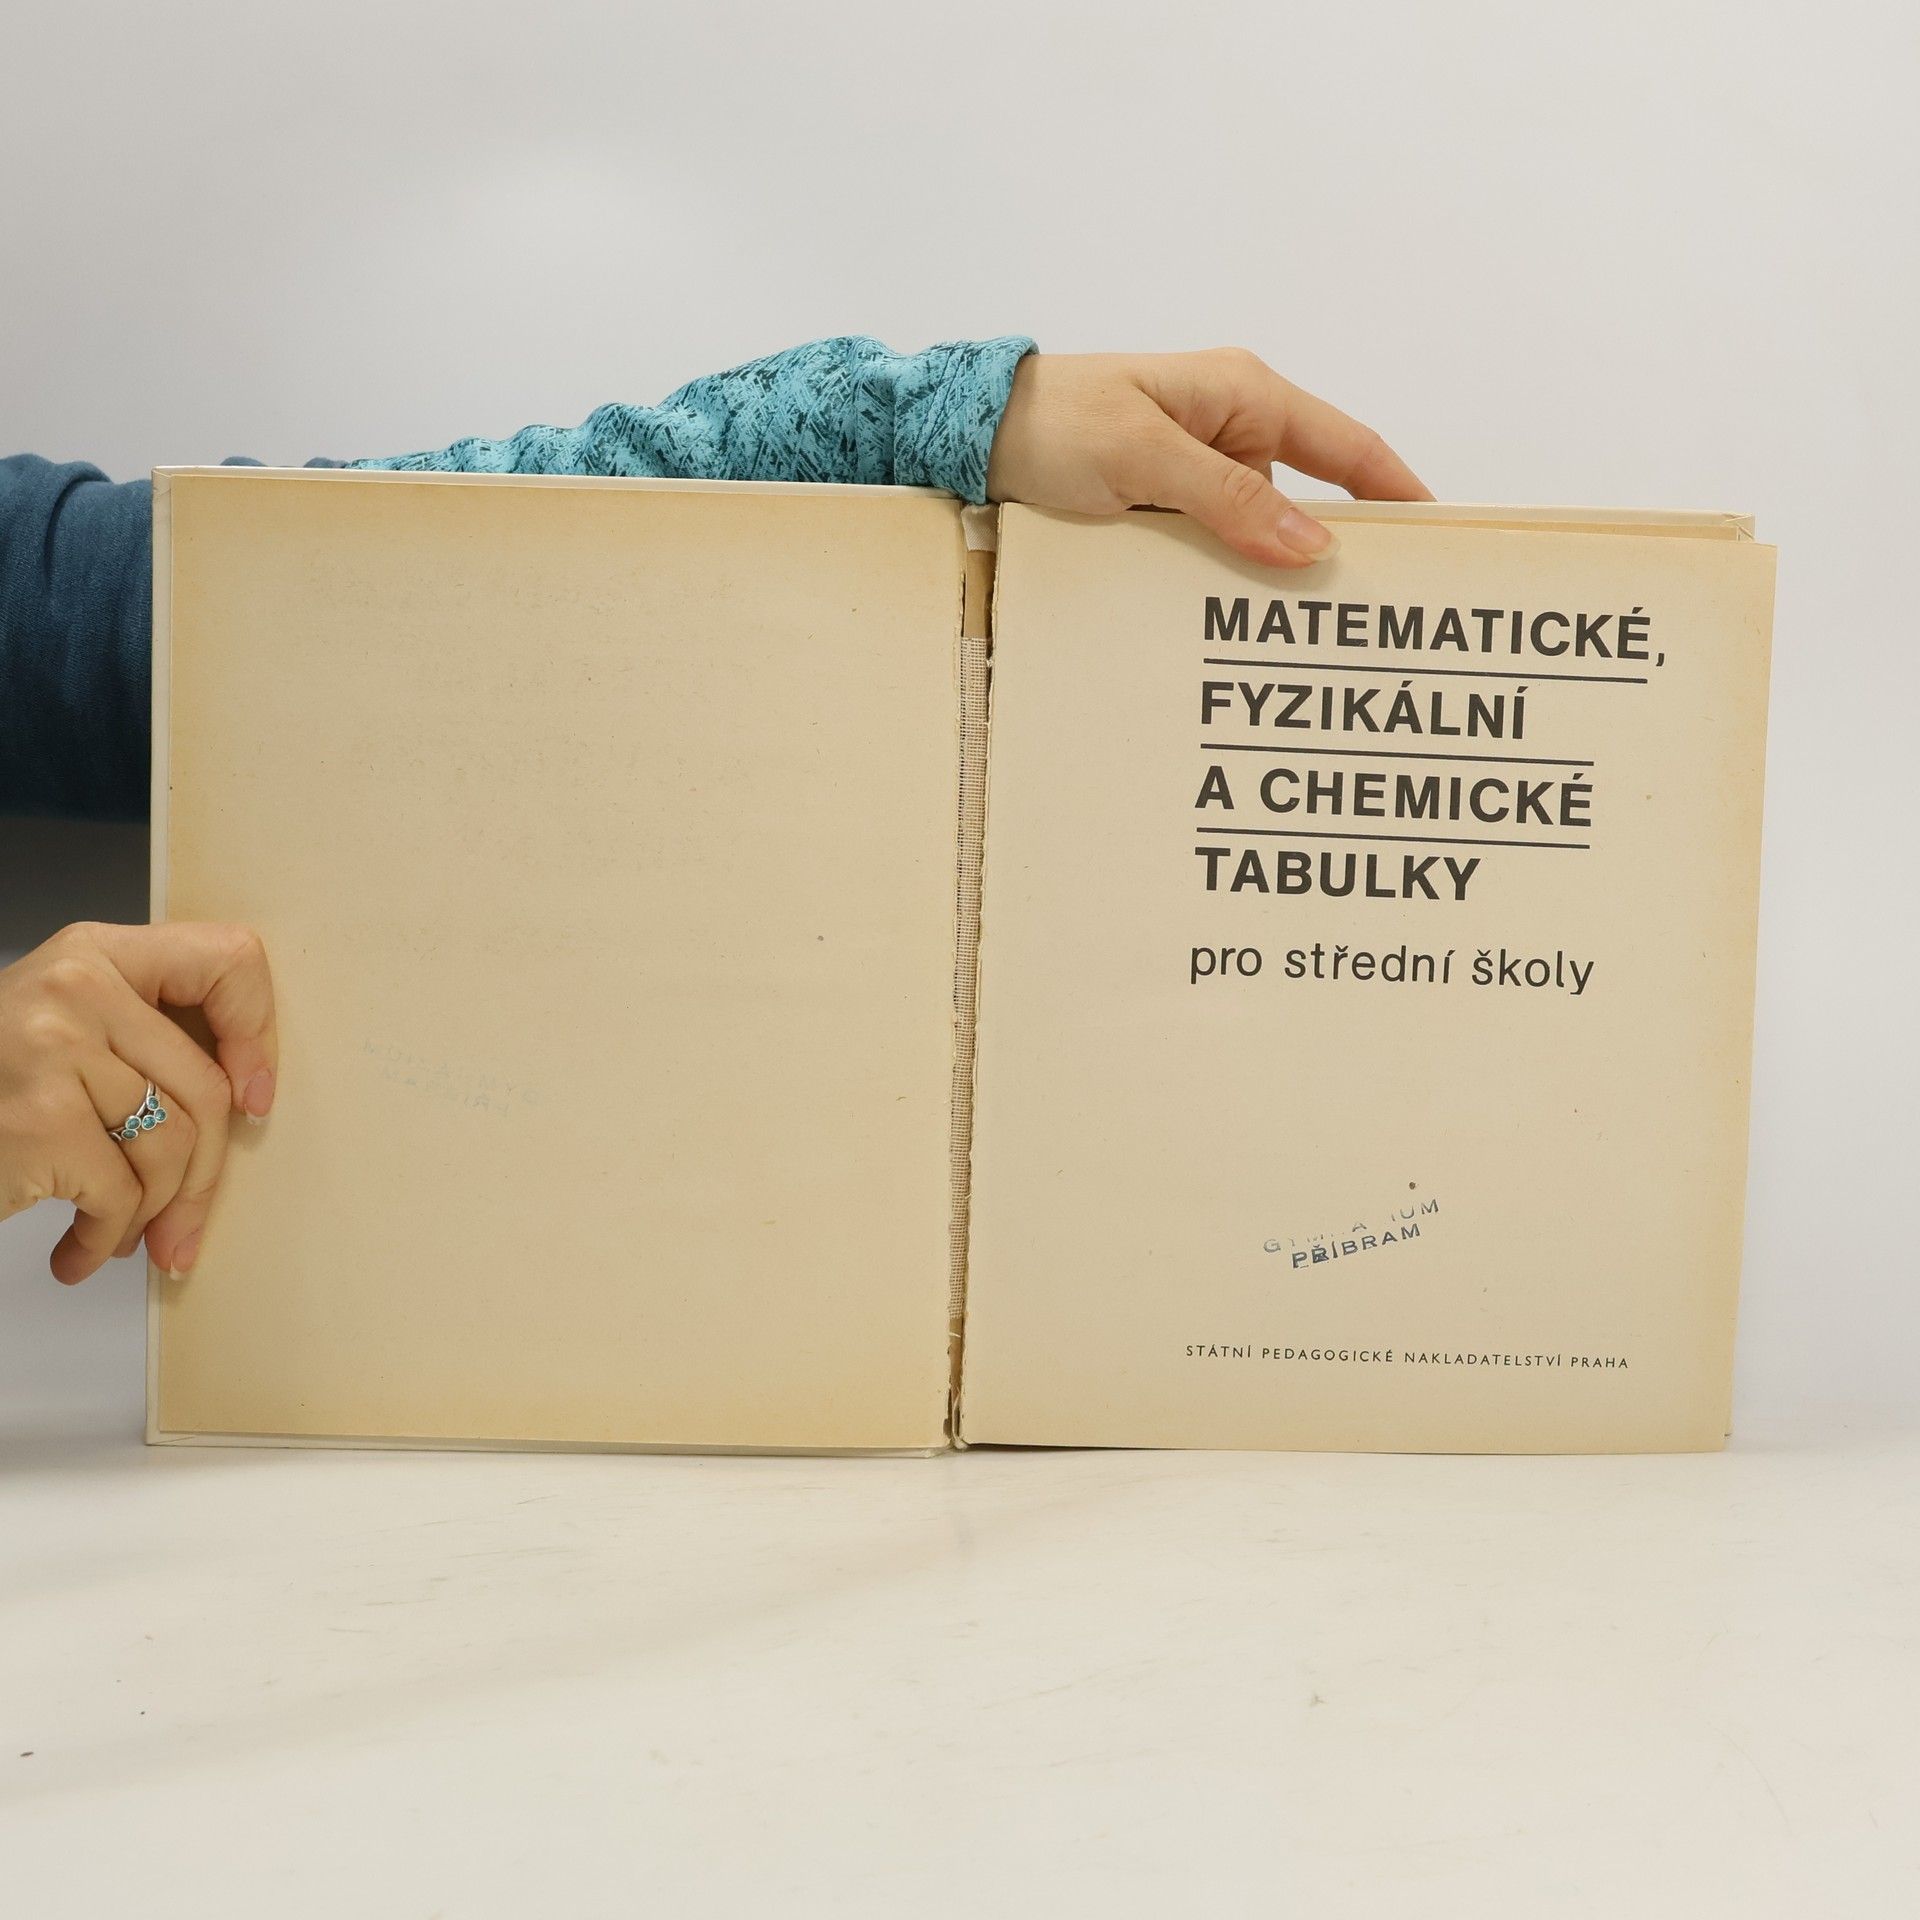 MATEMATICKÉ,
FYZIKÁLNÍ
A CHEMICKÉ
TABULKY
pro střední školy
PŘÍBRAM
STÁTNÍ PEDAGOGICKÉ NAKLADATELSTVÍ PRAHA